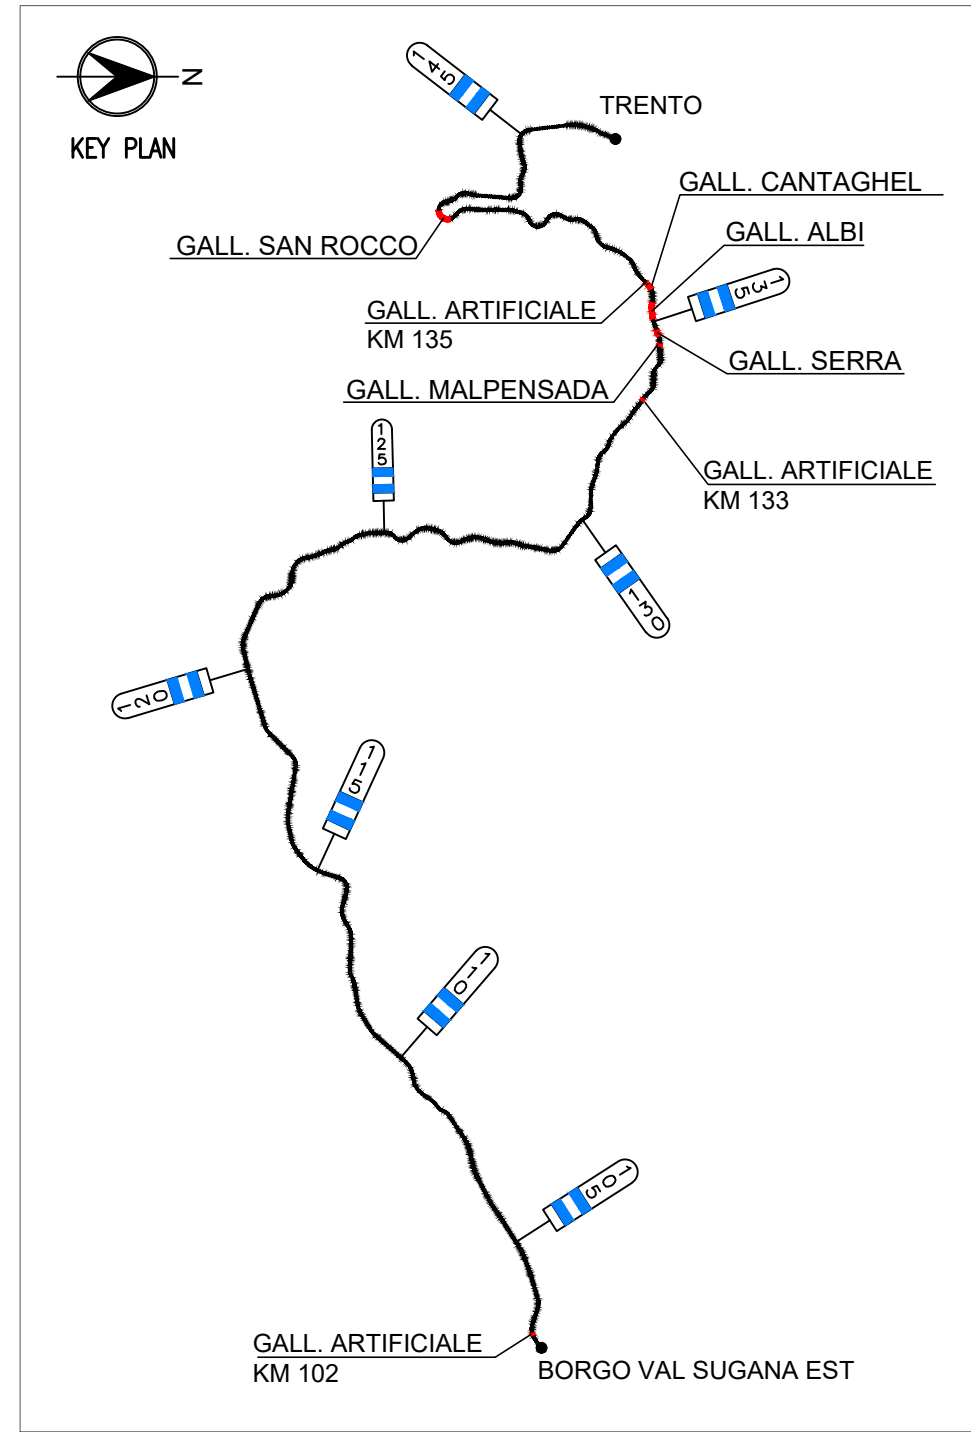 N
KEY PLAN
145
TRENTO
GALL. CANTAGHEL
GALL. SAN ROCCO
GALL. ALBI
135
GALL. ARTIFICIALE
KM 135
GALL. SERRA
GALL. MALPENSADA
125
GALL. ARTIFICIALE
KM 133
130
120
115
110
105
GALL. ARTIFICIALE
KM 102
BORGO VAL SUGANA EST